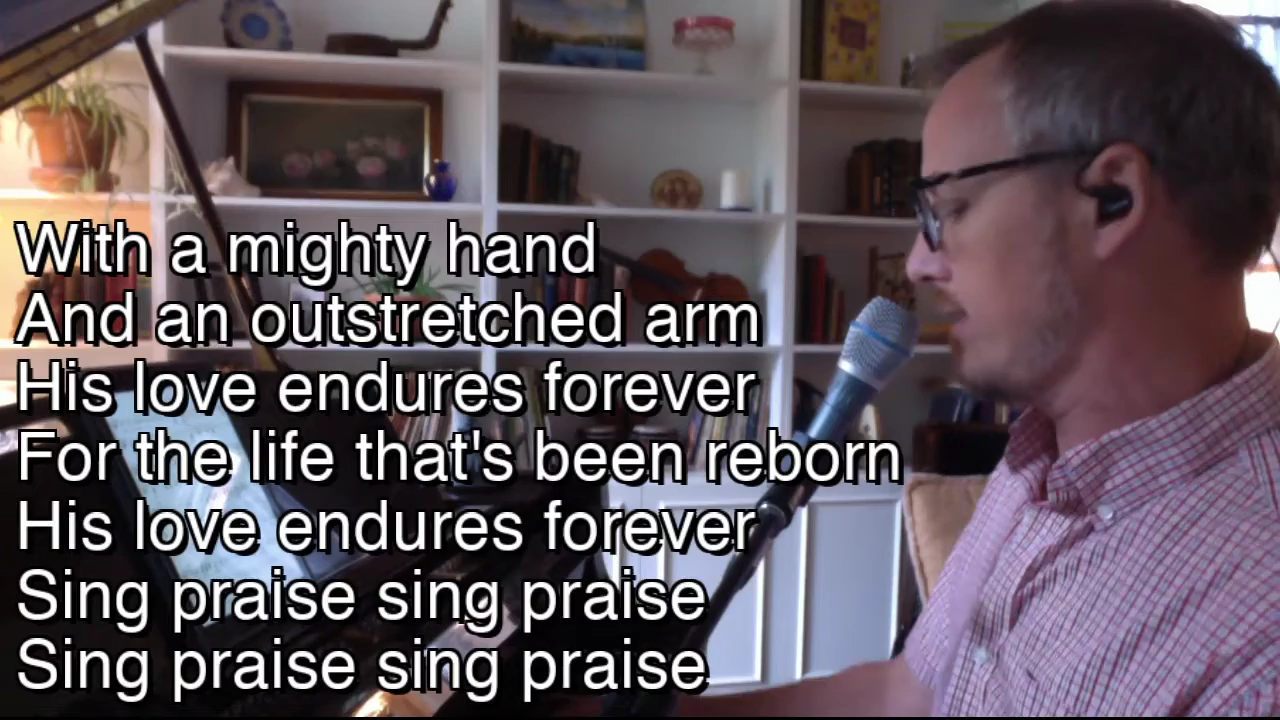 With a mighty hand
And an outstretched arm
His love endures forever
For the life that's been reborn
His love endures forever
Sing praise sing praise
Sing praise sing praise